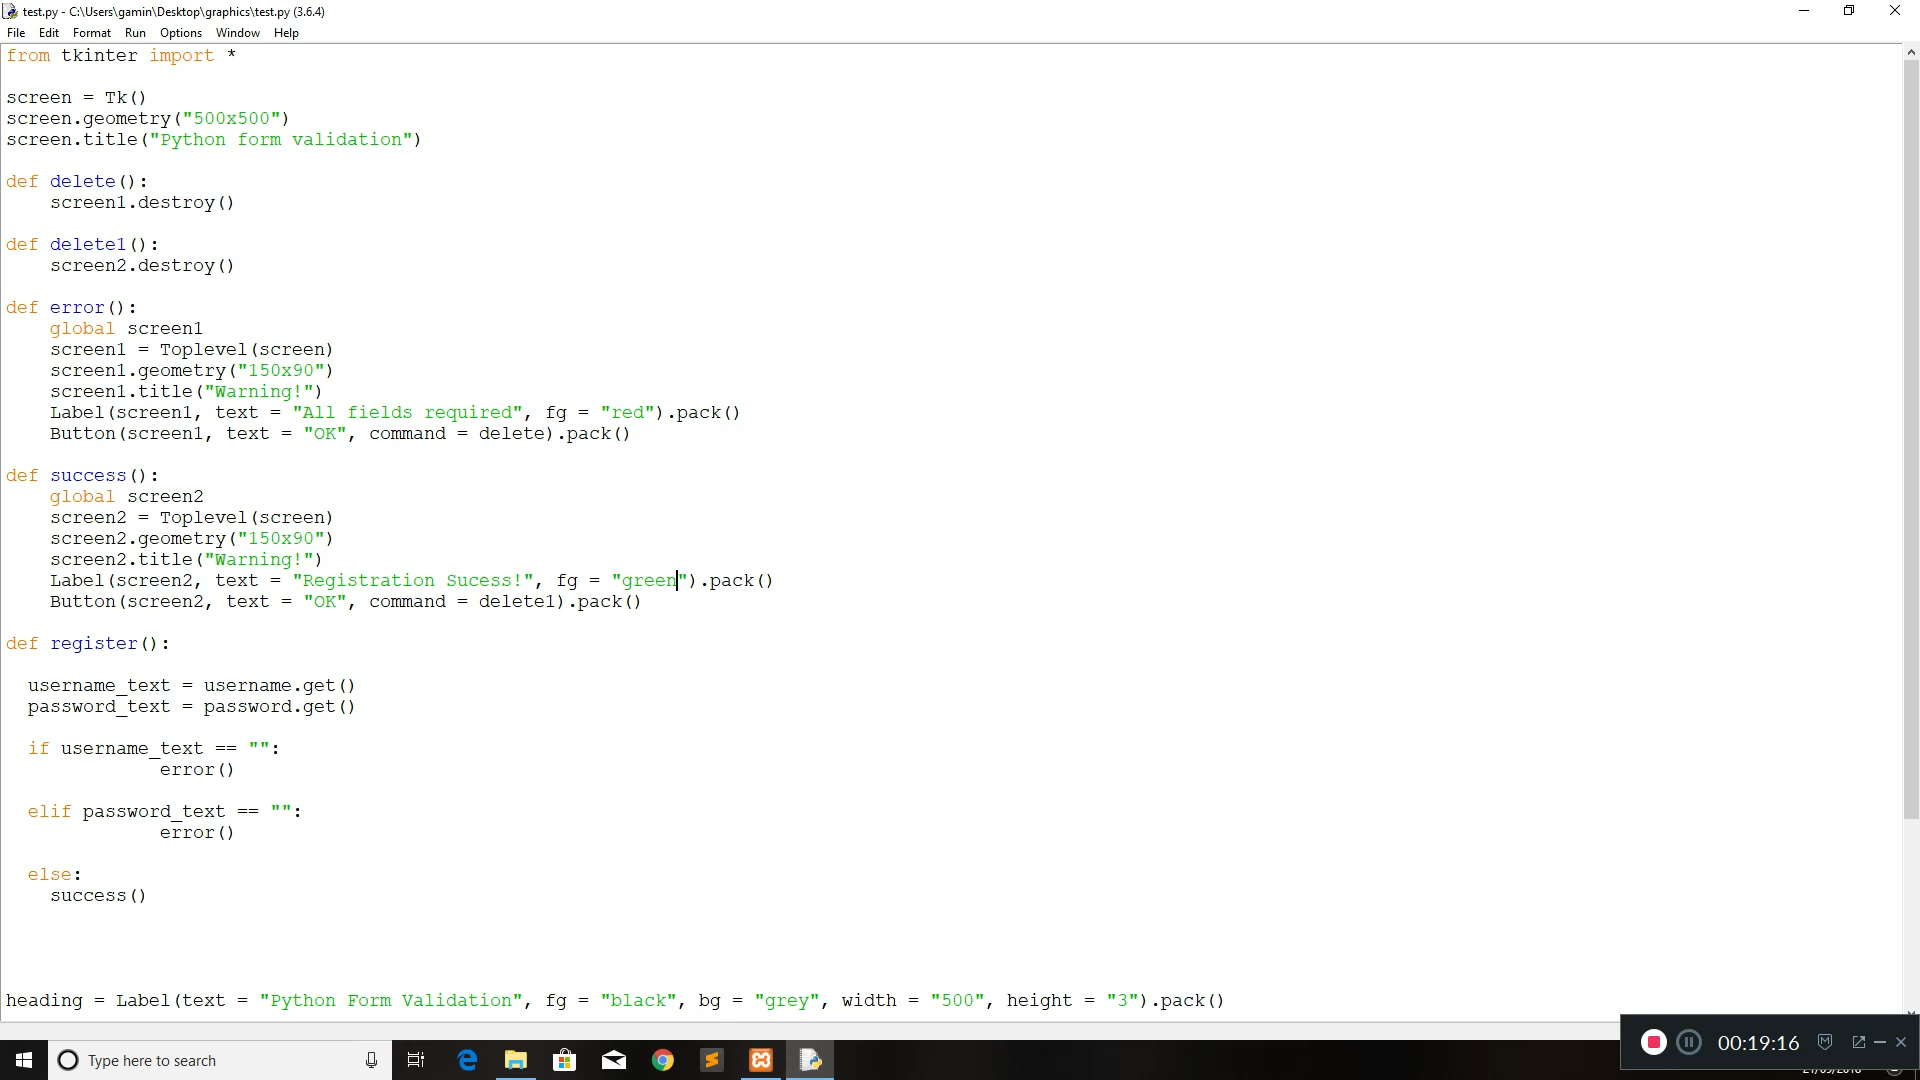 test.py - C:\Users\gamin\Desktop\graphics\test.py (3.6.4)
File Edit Format Run Options Window Help
from tkinter import *
screen = Tk()
screen.geometry("500x500")
screen.title("Python form validation")
def delete():
    screen1.destroy()
def delete1():
    screen2.destroy()
def error():
    global screen1
    screen1 = Toplevel(screen)
    screen1.geometry("150x90")
    screen1.title("Warning!")
    Label(screen1, text = "All fields required", fg = "red").pack()
    Button(screen1, text = "OK", command = delete).pack()
def success():
    global screen2
    screen2 = Toplevel(screen)
    screen2.geometry("150x90")
    screen2.title("Warning!")
    Label(screen2, text = "Registration Sucess!", fg = "green").pack()
    Button(screen2, text = "OK", command = delete1).pack()
def register():
  username_text = username.get()
  password_text = password.get()
  if username_text == "":
              error()
  elif password_text == "":
              error()
  else:
    success()
heading = Label(text = "Python Form Validation", fg = "black", bg = "grey", width = "500", height = "3").pack()
Type here to search
00:19:16